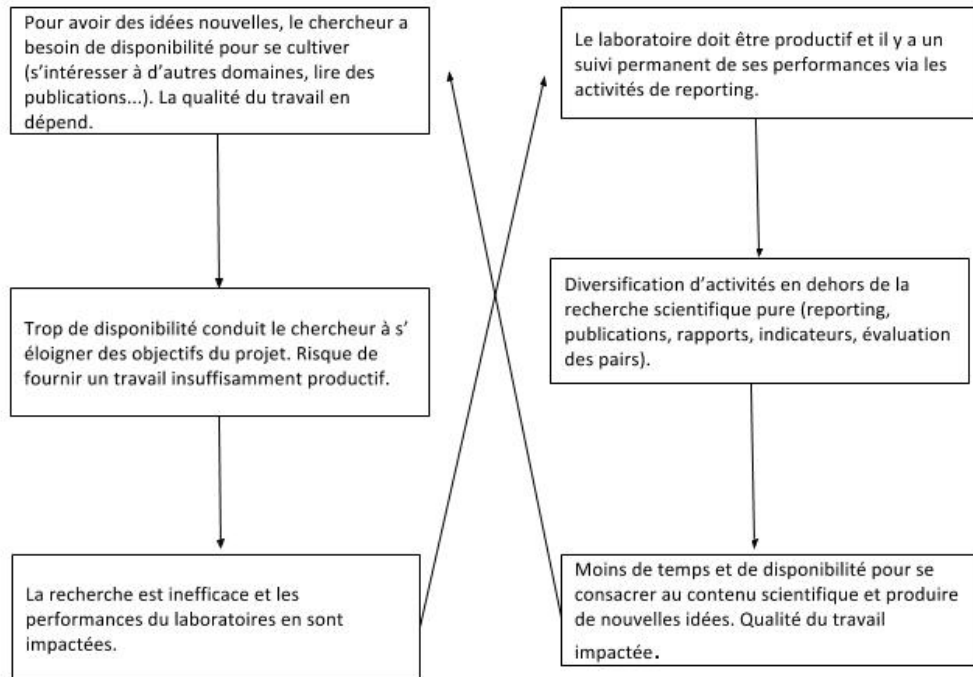 Pour avoir des idées nouvelles, le chercheur a
besoin de disponibilité pour se cultiver
(s'intéresser à d'autres domaines, lire des
publications...). La qualité du travail en
dépend.
Trop de disponibilité conduit le chercheur à s'
éloigner des objectifs du projet. Risque de
fournir un travail insuffisamment productif.
La recherche est inefficace et les
performances du laboratoires en sont
impactées.
Le laboratoire doit être productif et il y a un
suivi permanent de ses performances via les
activités de reporting.
Diversification d'activités en dehors de la
recherche scientifique pure (reporting,
publications, rapports, indicateurs, évaluation
des pairs).
Moins de temps et de disponibilité pour se
consacrer au contenu scientifique et produire
de nouvelles idées. Qualité du travail
impactée.